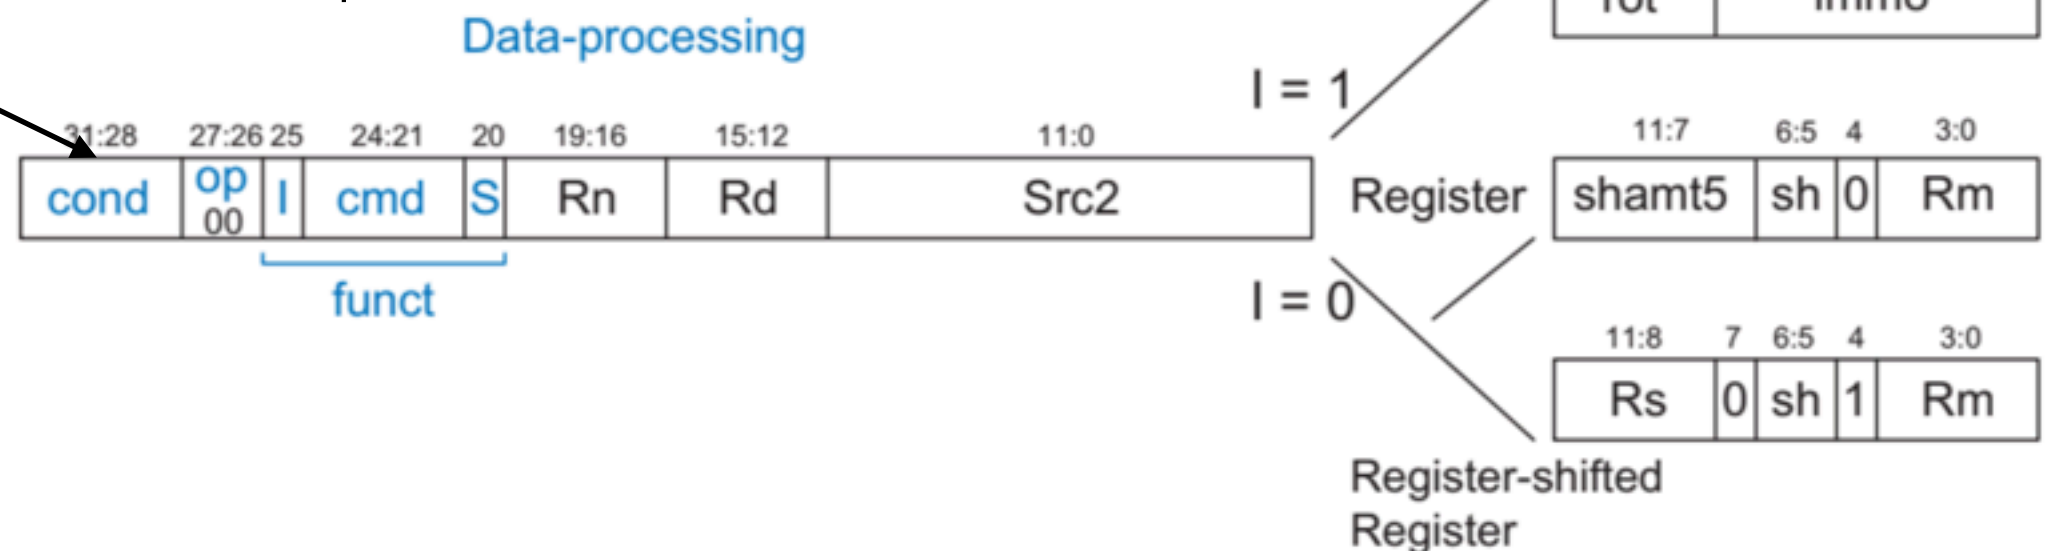 Data-processing
I = 1
31:28 27:26 25 24:21 20 19:16 15:12 11:0
cond op 00 I cmd S Rn Rd Src2
funct
I = 0
rot imm8
Register
11:7 6:5 4 3:0
shamt5 sh 0 Rm
11:8 7 6:5 4 3:0
Rs 0 sh 1 Rm
Register-shifted
Register